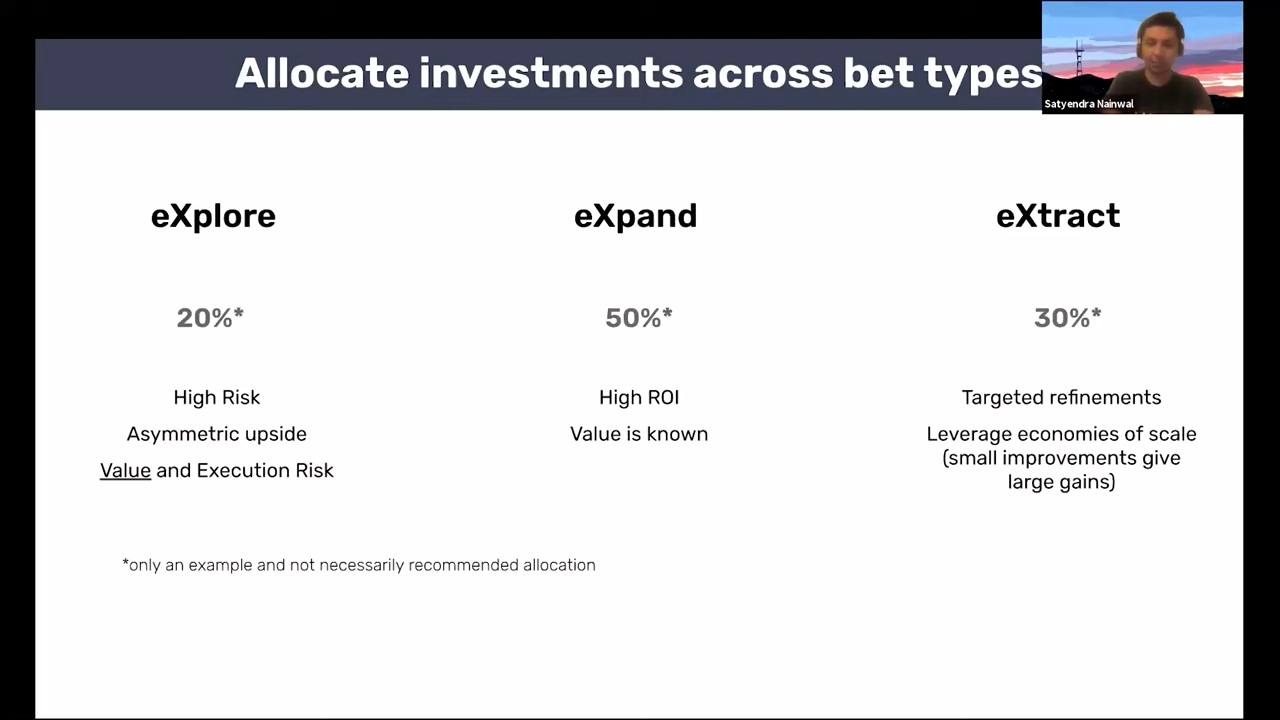 Allocate investments across bet types
Satyendra Nainwal
eXplore
20%*
High Risk
Asymmetric upside
Value and Execution Risk
eXpand
50%*
High ROI
Value is known
eXtract
30%*
Targeted refinements
Leverage economies of scale
(small improvements give
large gains)
*only an example and not necessarily recommended allocation